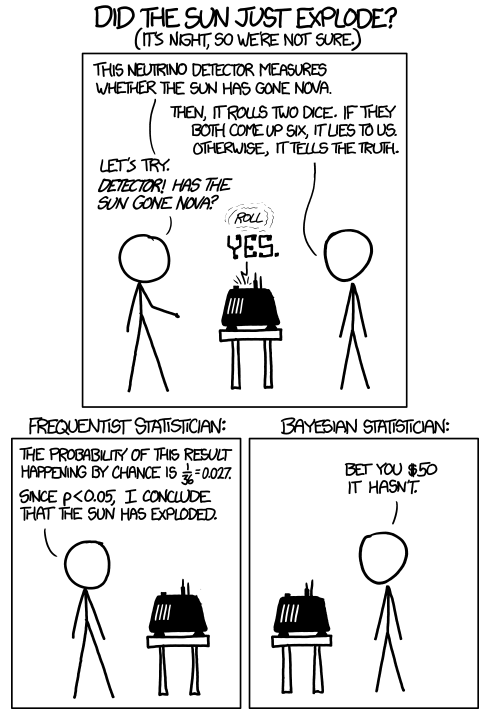 DID THE SUN JUST EXPLODE?
(IT'S NIGHT, SO WE'RE NOT SURE.)
THIS NEUTRINO DETECTOR MEASURES
WHETHER THE SUN HAS GONE NOVA.
THEN, IT ROLLS TWO DICE. IF THEY
BOTH COME UP SIX, IT LIES TO US.
OTHERWISE, IT TELLS THE TRUTH.
LET'S TRY.
DETECTOR! HAS THE
SUN GONE NOVA?
(ROLL)
YES.
FREQUENTIST STATISTICIAN:
THE PROBABILITY OF THIS RESULT
HAPPENING BY CHANCE IS 1/36=0.027.
SINCE p<0.05, I CONCLUDE
THAT THE SUN HAS EXPLODED.
BAYESIAN STATISTICIAN:
BET YOU $50
IT HASN'T.